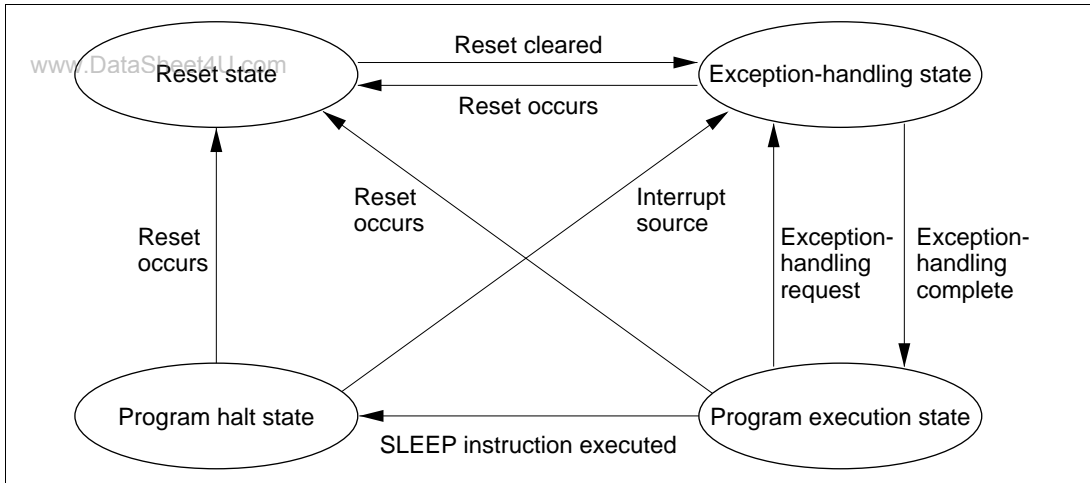 Reset cleared
www.DataSheet4U.com
Reset state
Exception-handling state
Reset occurs
Reset
occurs
Interrupt
source
Reset
occurs
Exception-
handling
request
Exception-
handling
complete
Program halt state
Program execution state
SLEEP instruction executed